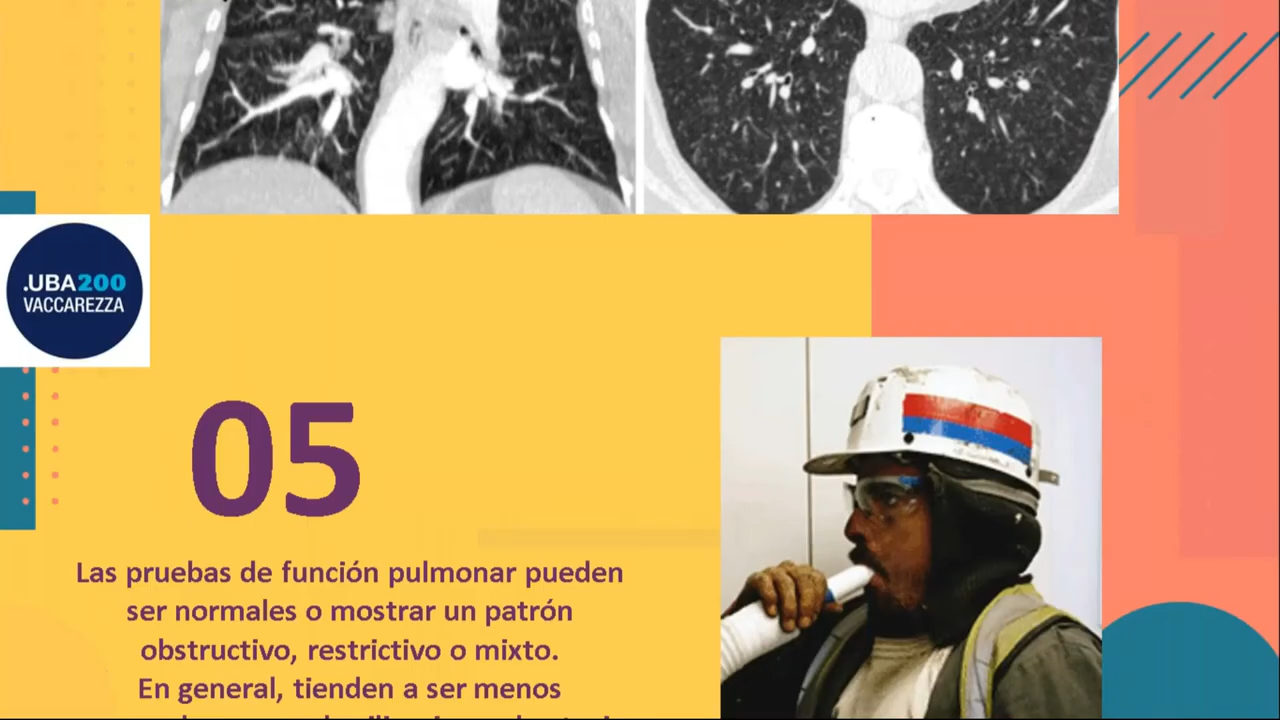 .UBA200
VACCAREZZA
05
Las pruebas de función pulmonar pueden
ser normales o mostrar un patrón
obstructivo, restrictivo o mixto.
En general, tienden a ser menos